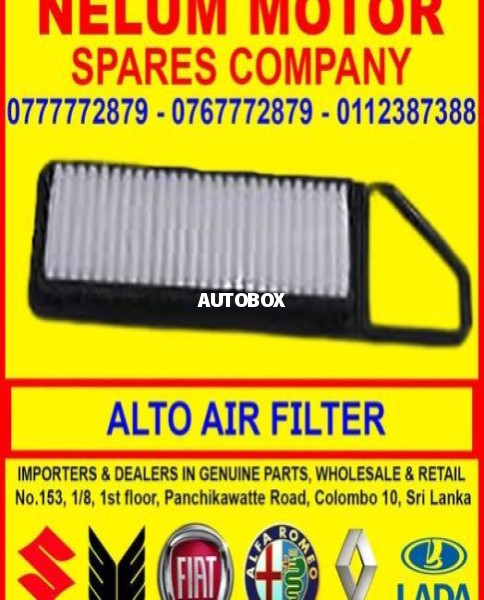 NELUM MOTOR
SPARES COMPANY
0777772879 - 0767772879 - 0112387388
AUTOBOX
ALTO AIR FILTER
IMPORTERS & DEALERS IN GENUINE PARTS, WHOLESALE & RETAIL
No.153, 1/8, 1st floor, Panchikawatte Road, Colombo 10, Sri Lanka
FIAT
ALFA ROMEO
LADA